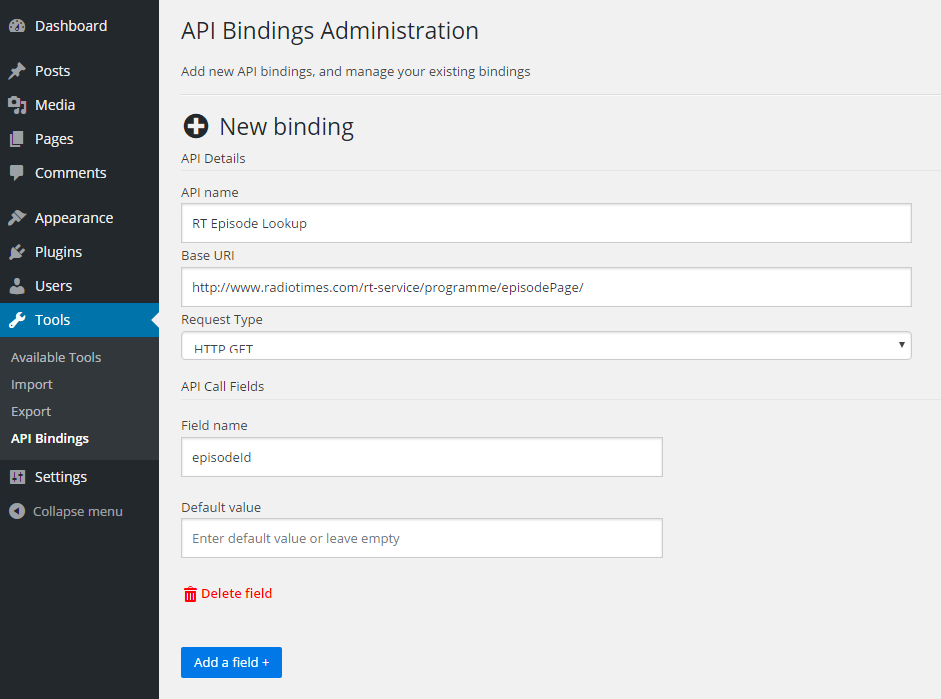 Dashboard
Posts
Media
Pages
Comments
Appearance
Plugins
Users
Tools
Available Tools
Import
Export
API Bindings
Settings
Collapse menu
API Bindings Administration
Add new API bindings, and manage your existing bindings
New binding
API Details
API name
RT Episode Lookup
Base URI
http://www.radiotimes.com/rt-service/programme/episodePage/
Request Type
HTTP GET
API Call Fields
Field name
episodeId
Default value
Enter default value or leave empty
Delete field
Add a field +